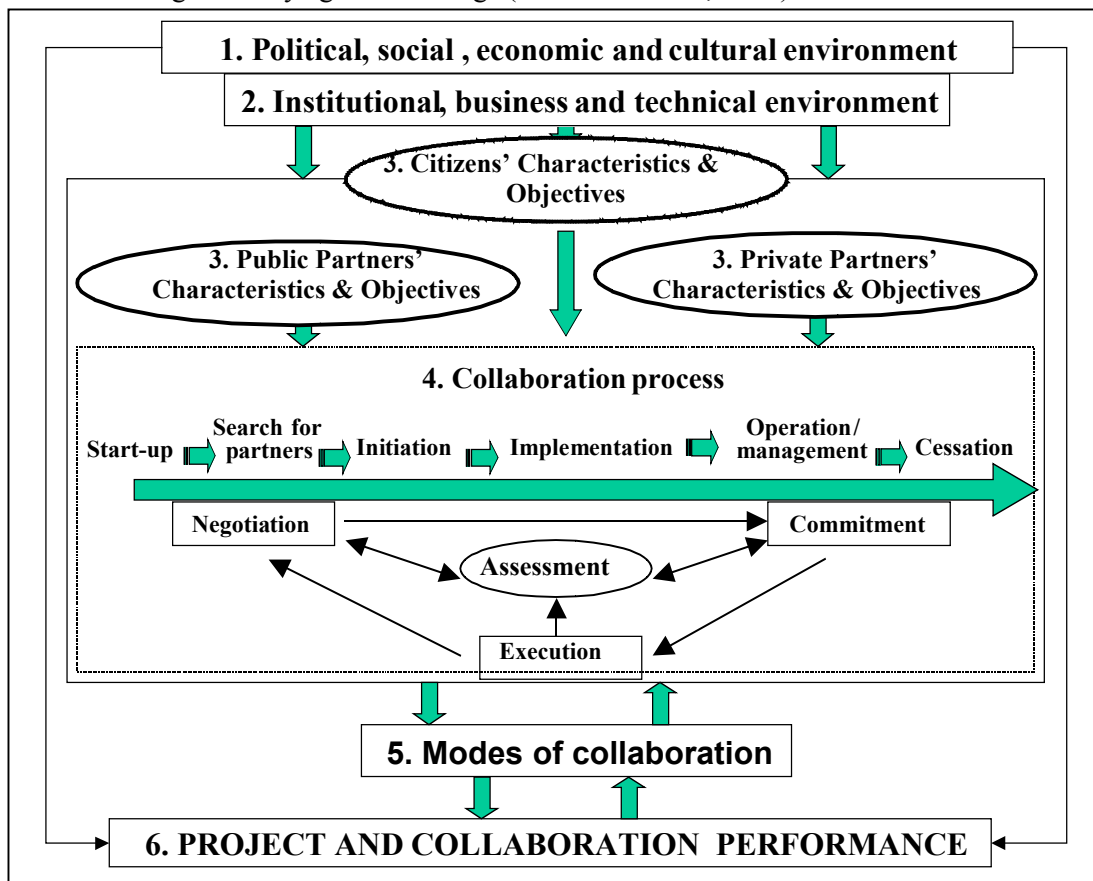 1. Political, social , economic and cultural environment
2. Institutional, business and technical environment
3. Citizens' Characteristics &
Objectives
3. Public Partners'
Characteristics & Objectives
3. Private Partners'
Characteristics & Objectives
4. Collaboration process
Start-up
Search for
partners
Initiation
Implementation
Operation/
management
Cessation
Negotiation
Commitment
Assessment
Execution
5. Modes of collaboration
6. PROJECT AND COLLABORATION PERFORMANCE